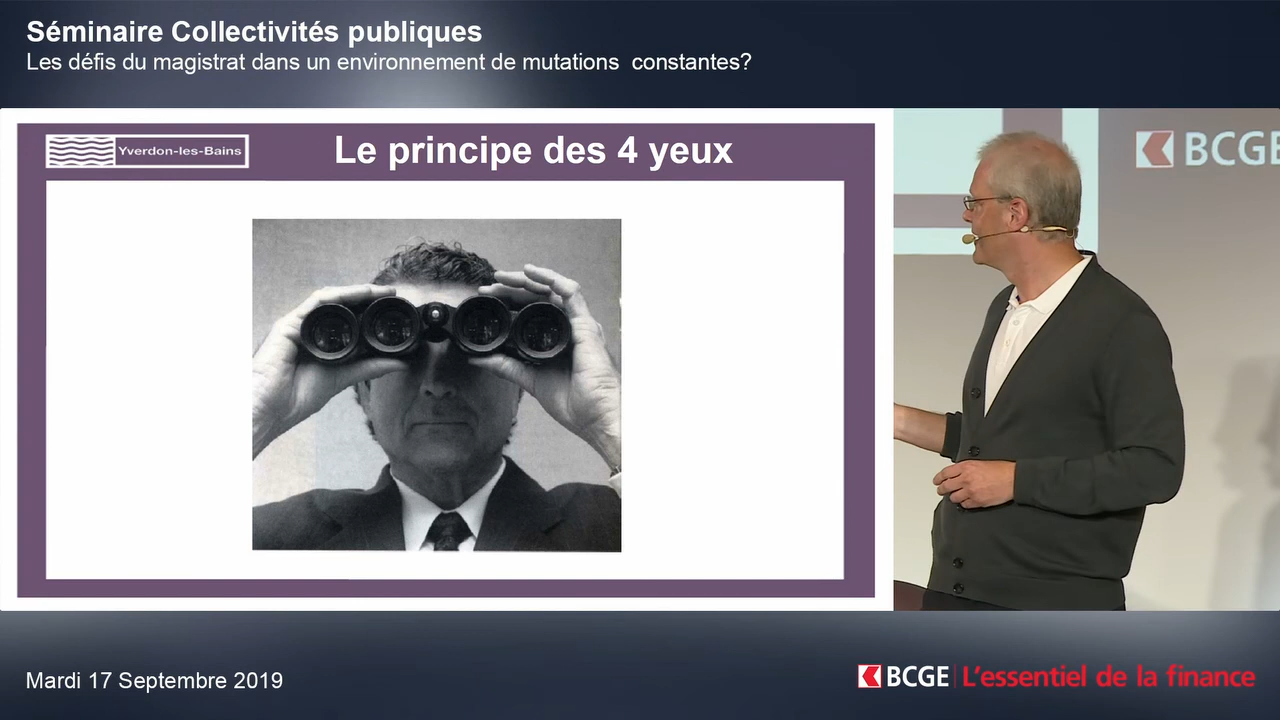 Séminaire Collectivités publiques
Les défis du magistrat dans un environnement de mutations  constantes?
Yverdon-les-Bains
Le principe des 4 yeux
BCGE
Mardi 17 Septembre 2019
BCGE L'essentiel de la finance